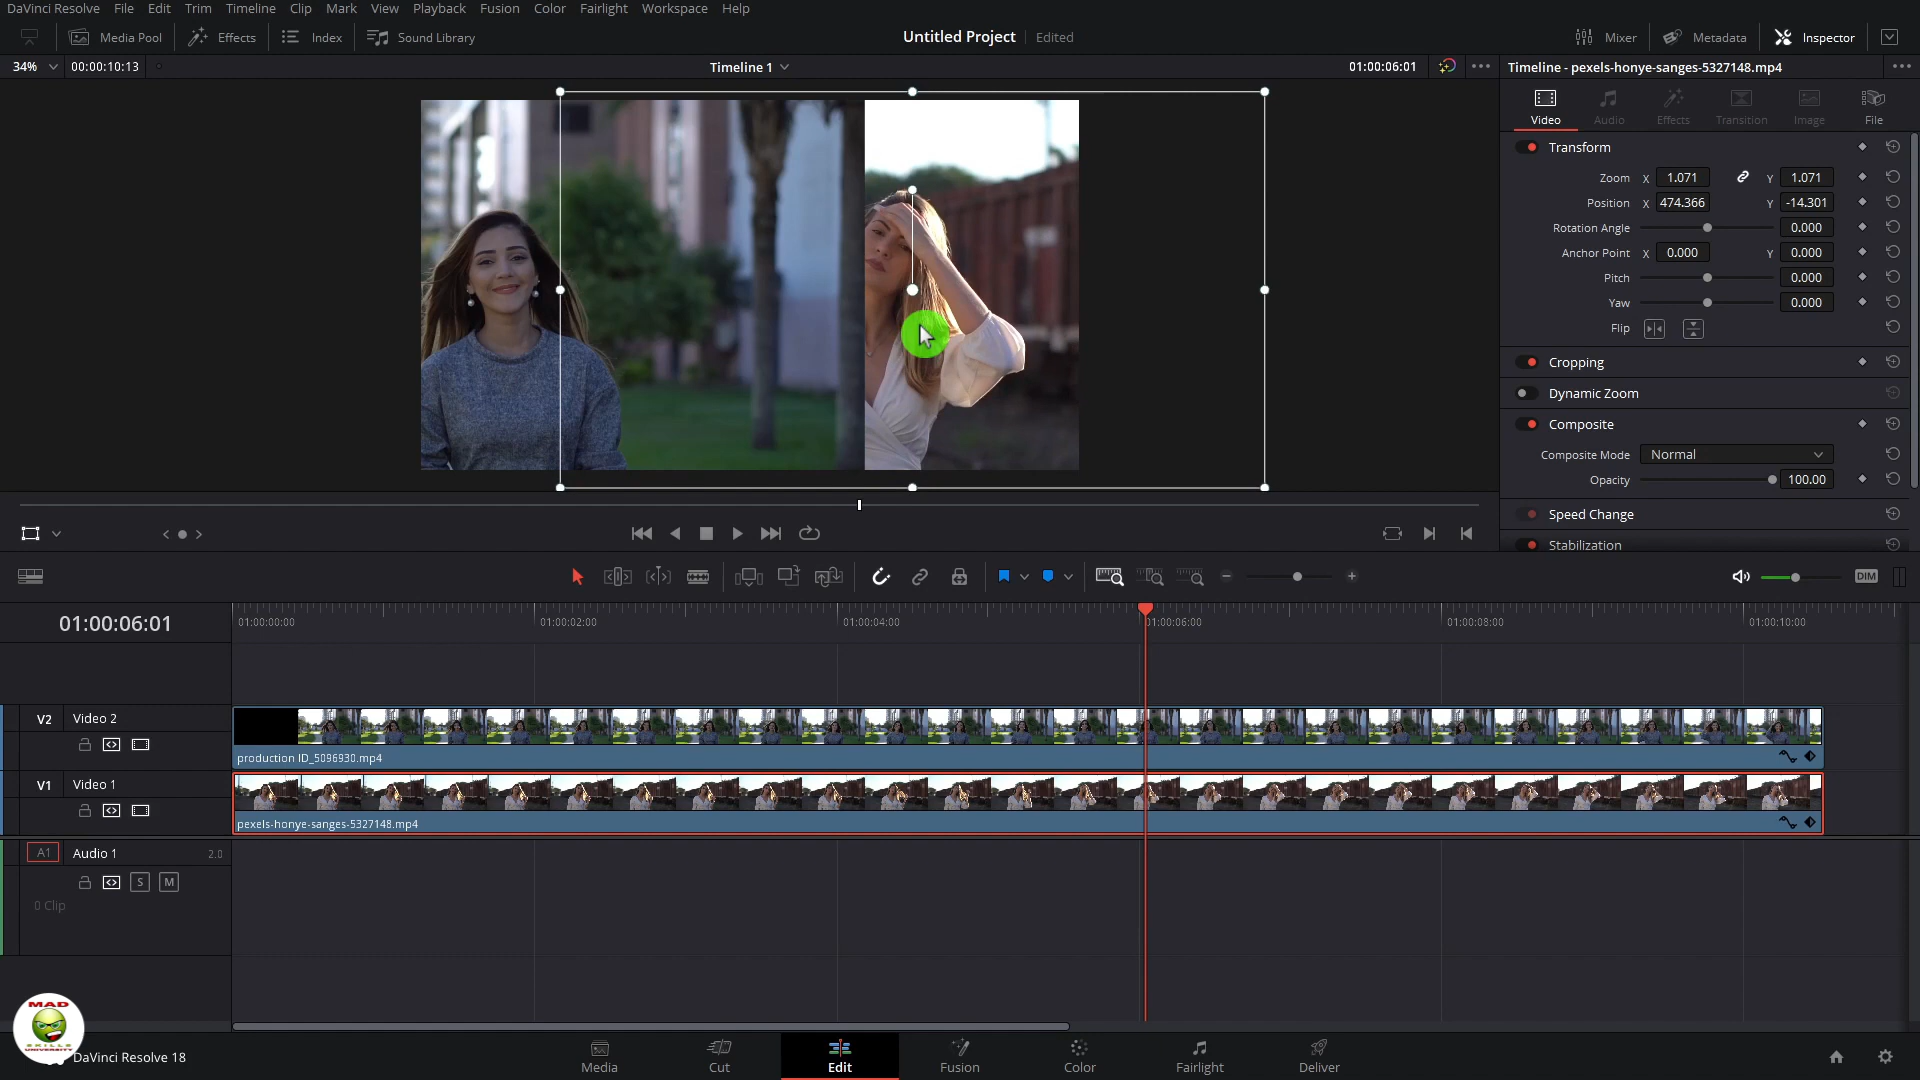 DaVinci Resolve File Edit Trim Timeline Clip Mark View Playback Fusion Color Fairlight Workspace Help
Media Pool Effects Index Sound Library Untitled Project Edited Mixer Metadata Inspector
34% 00:00:10:13 Timeline 1 01:00:06:01 Timeline - pexels-honye-sanges-5327148.mp4
Video Audio Effects Transition Image File
Transform
Zoom X 1.071 Y 1.071
Position X 474.366 Y -14.301
Rotation Angle 0.000
Anchor Point X 0.000 Y 0.000
Pitch 0.000
Yaw 0.000
Flip
Cropping
Dynamic Zoom
Composite
Composite Mode Normal
Opacity 100.00
Speed Change
Stabilization
DIM
01:00:06:01 01:00:00:00 01:00:02:00 01:00:04:00 01:00:06:00 01:00:08:00 01:00:10:00
V2 Video 2
production ID_5096930.mp4
V1 Video 1
pexels-honye-sanges-5327148.mp4
A1 Audio 1 2.0
S M
0 Clip
MAD
SKILLS
UNIVERSITY
DaVinci Resolve 18
Media Cut Edit Fusion Color Fairlight Deliver